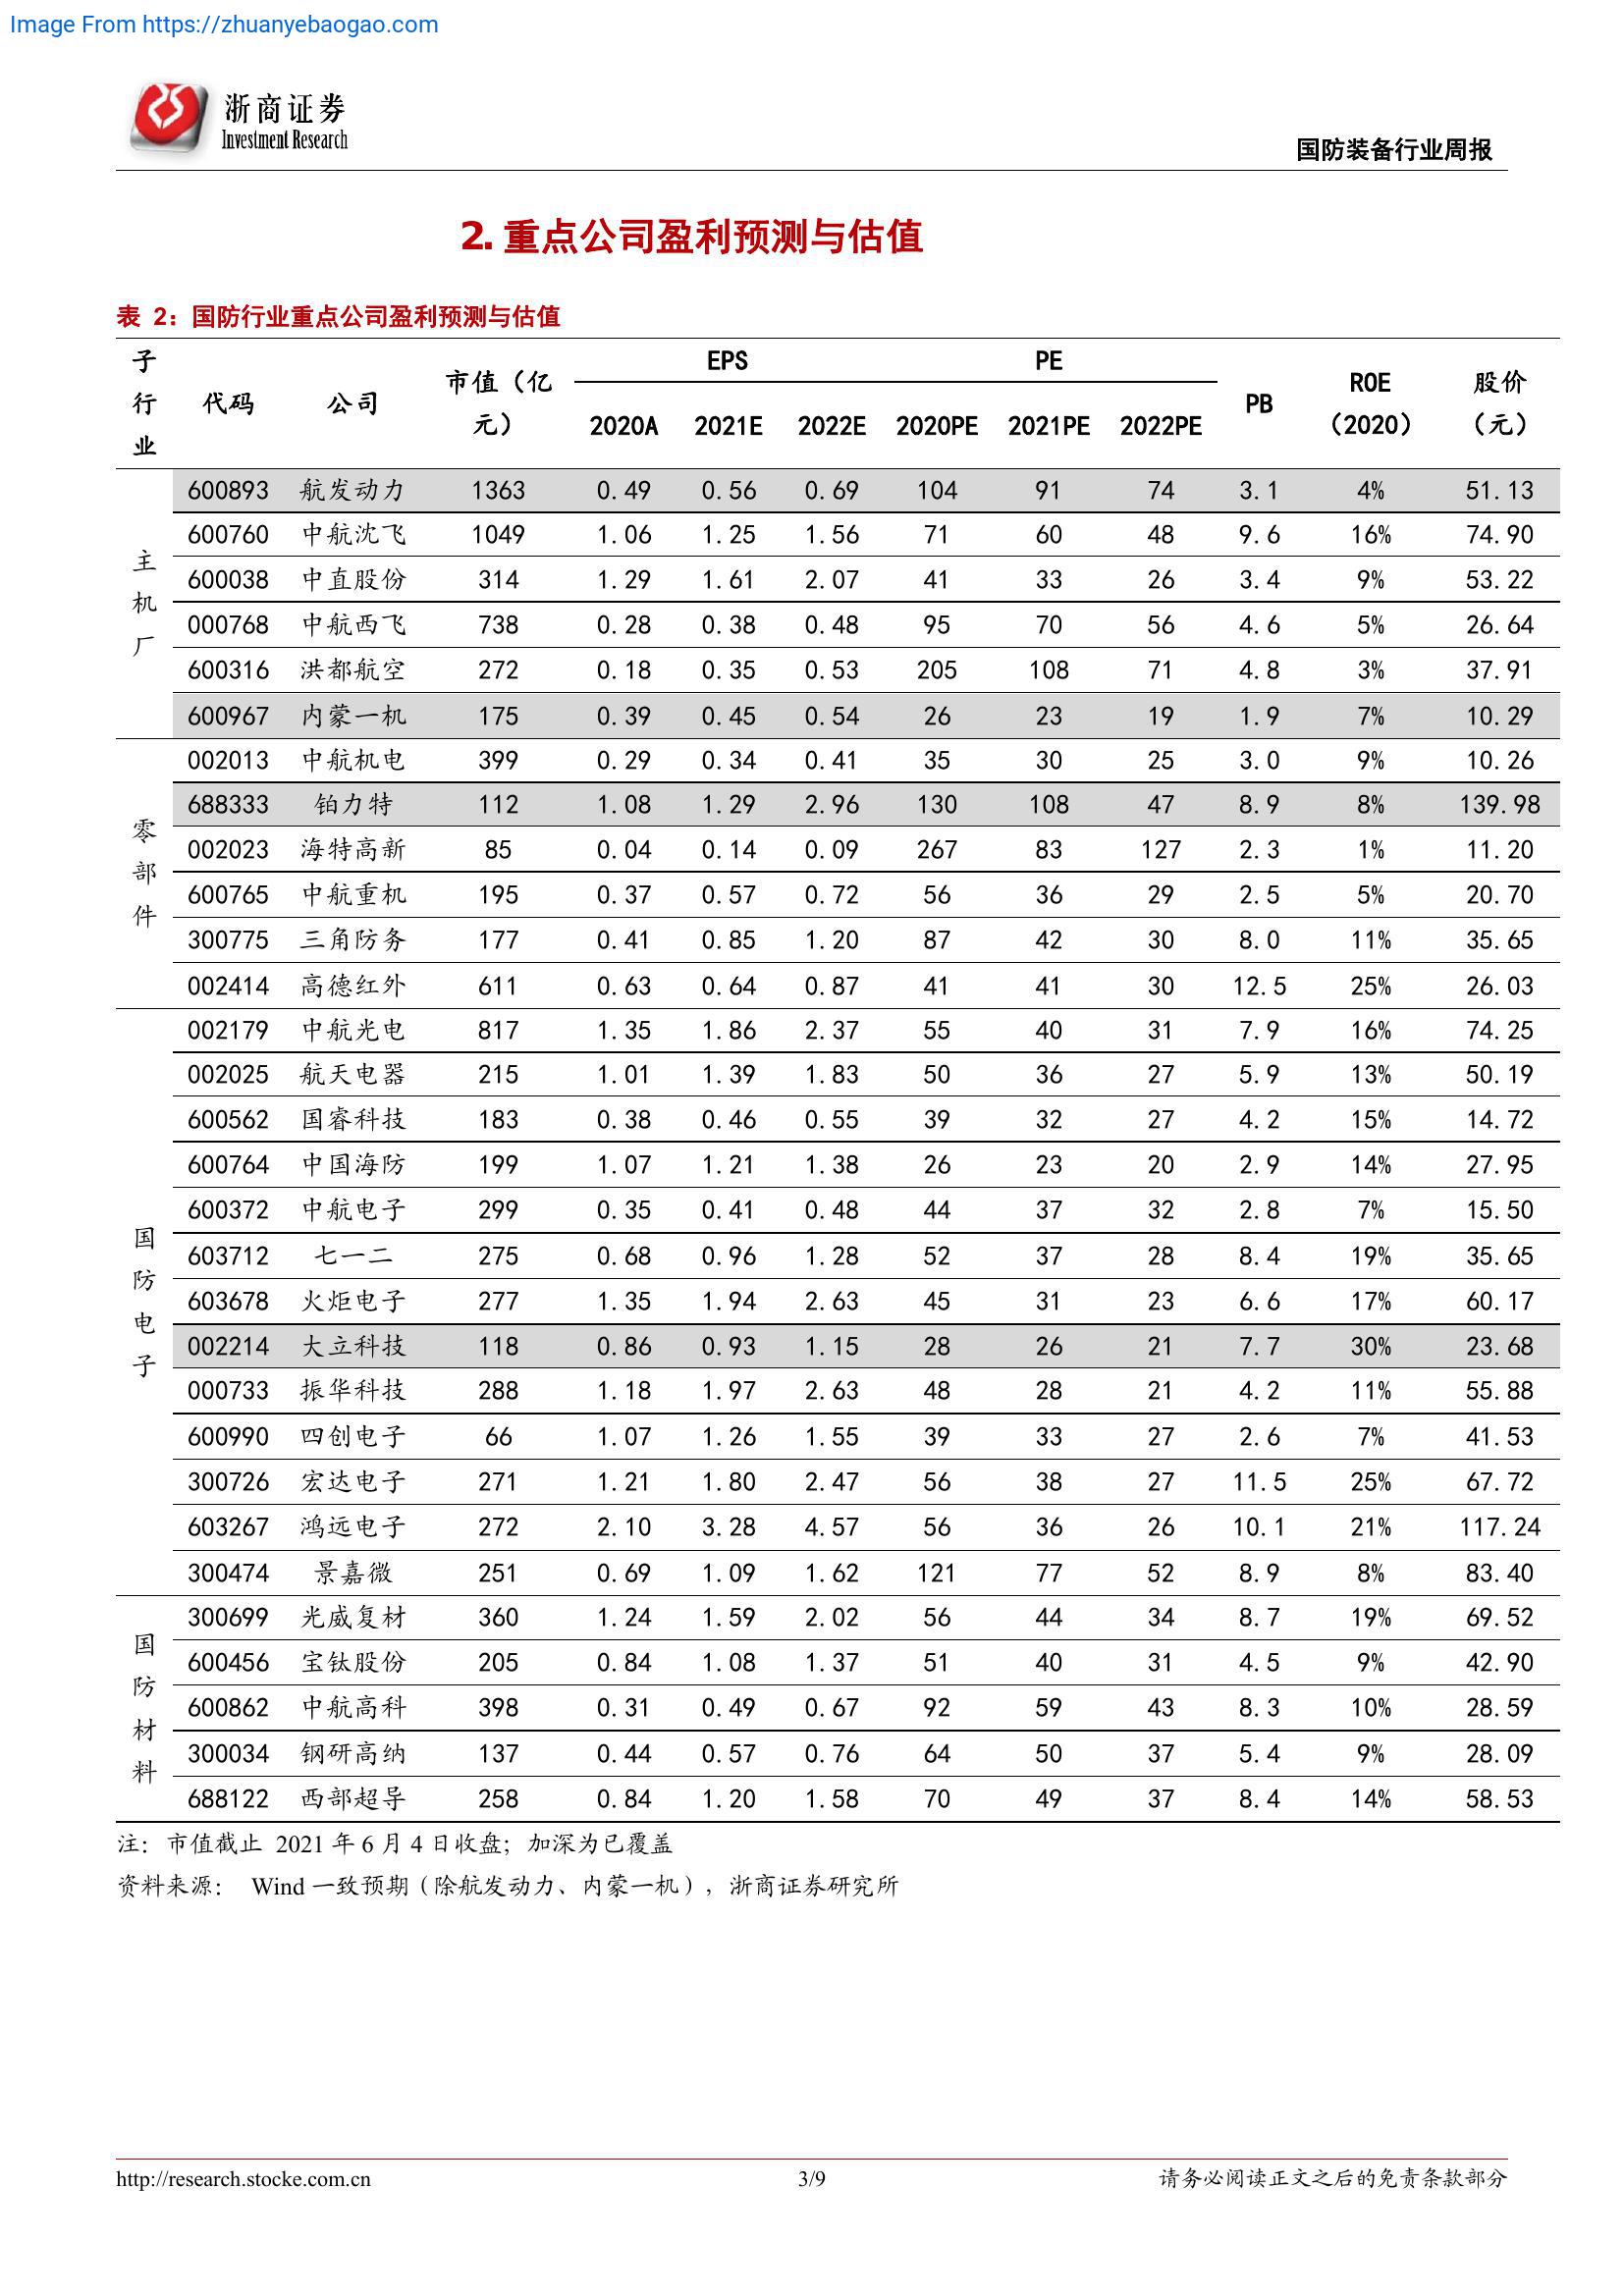 Image From https://zhuanyebaogao.com
浙商证券
Investment Research
国防装备行业周报
2. 重点公司盈利预测与估值
表 2：国防行业重点公司盈利预测与估值
子行业 代码 公司 市值（亿元） EPS PE PB ROE（2020） 股价（元）
2020A 2021E 2022E 2020PE 2021PE 2022PE
主机厂
600893 航发动力 1363 0.49 0.56 0.69 104 91 74 3.1 4% 51.13
600760 中航沈飞 1049 1.06 1.25 1.56 71 60 48 9.6 16% 74.90
600038 中直股份 314 1.29 1.61 2.07 41 33 26 3.4 9% 53.22
000768 中航西飞 738 0.28 0.38 0.48 95 70 56 4.6 5% 26.64
600316 洪都航空 272 0.18 0.35 0.53 205 108 71 4.8 3% 37.91
600967 内蒙一机 175 0.39 0.45 0.54 26 23 19 1.9 7% 10.29
零部件
002013 中航机电 399 0.29 0.34 0.41 35 30 25 3.0 9% 10.26
688333 铂力特 112 1.08 1.29 2.96 130 108 47 8.9 8% 139.98
002023 海特高新 85 0.04 0.14 0.09 267 83 127 2.3 1% 11.20
600765 中航重机 195 0.37 0.57 0.72 56 36 29 2.5 5% 20.70
300775 三角防务 177 0.41 0.85 1.20 87 42 30 8.0 11% 35.65
002414 高德红外 611 0.63 0.64 0.87 41 41 30 12.5 25% 26.03
国防电子
002179 中航光电 817 1.35 1.86 2.37 55 40 31 7.9 16% 74.25
002025 航天电器 215 1.01 1.39 1.83 50 36 27 5.9 13% 50.19
600562 国睿科技 183 0.38 0.46 0.55 39 32 27 4.2 15% 14.72
600764 中国海防 199 1.07 1.21 1.38 26 23 20 2.9 14% 27.95
600372 中航电子 299 0.35 0.41 0.48 44 37 32 2.8 7% 15.50
603712 七一二 275 0.68 0.96 1.28 52 37 28 8.4 19% 35.65
603678 火炬电子 277 1.35 1.94 2.63 45 31 23 6.6 17% 60.17
002214 大立科技 118 0.86 0.93 1.15 28 26 21 7.7 30% 23.68
000733 振华科技 288 1.18 1.97 2.63 48 28 21 4.2 11% 55.88
600990 四创电子 66 1.07 1.26 1.55 39 33 27 2.6 7% 41.53
300726 宏达电子 271 1.21 1.80 2.47 56 38 27 11.5 25% 67.72
603267 鸿远电子 272 2.10 3.28 4.57 56 36 26 10.1 21% 117.24
300474 景嘉微 251 0.69 1.09 1.62 121 77 52 8.9 8% 83.40
国防材料
300699 光威复材 360 1.24 1.59 2.02 56 44 34 8.7 19% 69.52
600456 宝钛股份 205 0.84 1.08 1.37 51 40 31 4.5 9% 42.90
600862 中航高科 398 0.31 0.49 0.67 92 59 43 8.3 10% 28.59
300034 钢研高纳 137 0.44 0.57 0.76 64 50 37 5.4 9% 28.09
688122 西部超导 258 0.84 1.20 1.58 70 49 37 8.4 14% 58.53
注：市值截止 2021 年 6 月 4 日收盘；加深为已覆盖
资料来源： Wind 一致预期（除航发动力、内蒙一机），浙商证券研究所
http://research.stocke.com.cn 3/9 请务必阅读正文之后的免责条款部分